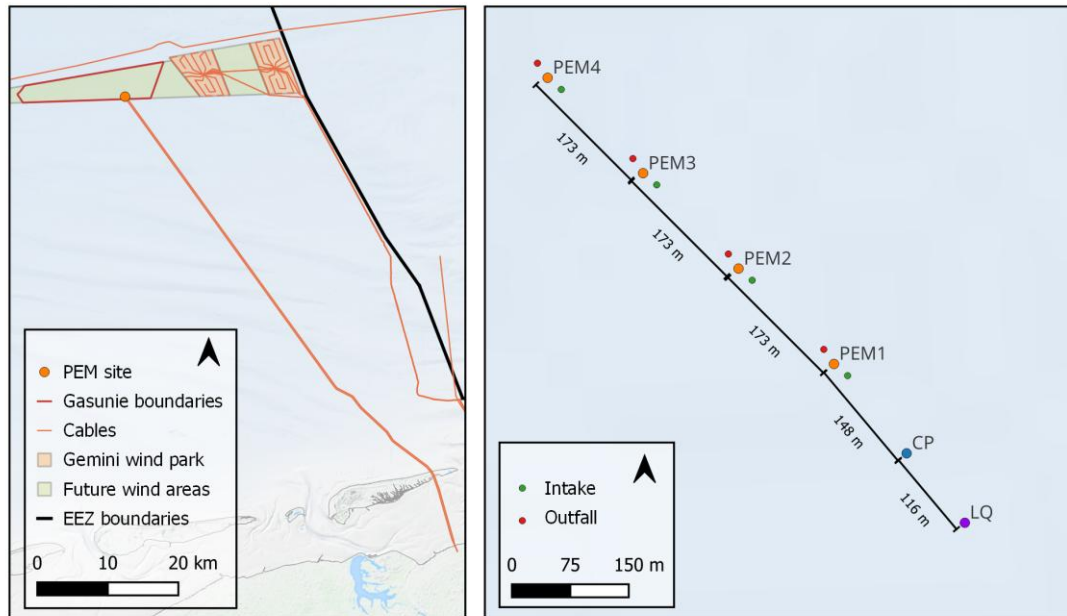 PEM site
Gasunie boundaries
Cables
Gemini wind park
Future wind areas
EEZ boundaries
0 10 20 km
PEM4
173 m
PEM3
173 m
PEM2
173 m
PEM1
148 m
CP
116 m
LQ
Intake
Outfall
0 75 150 m